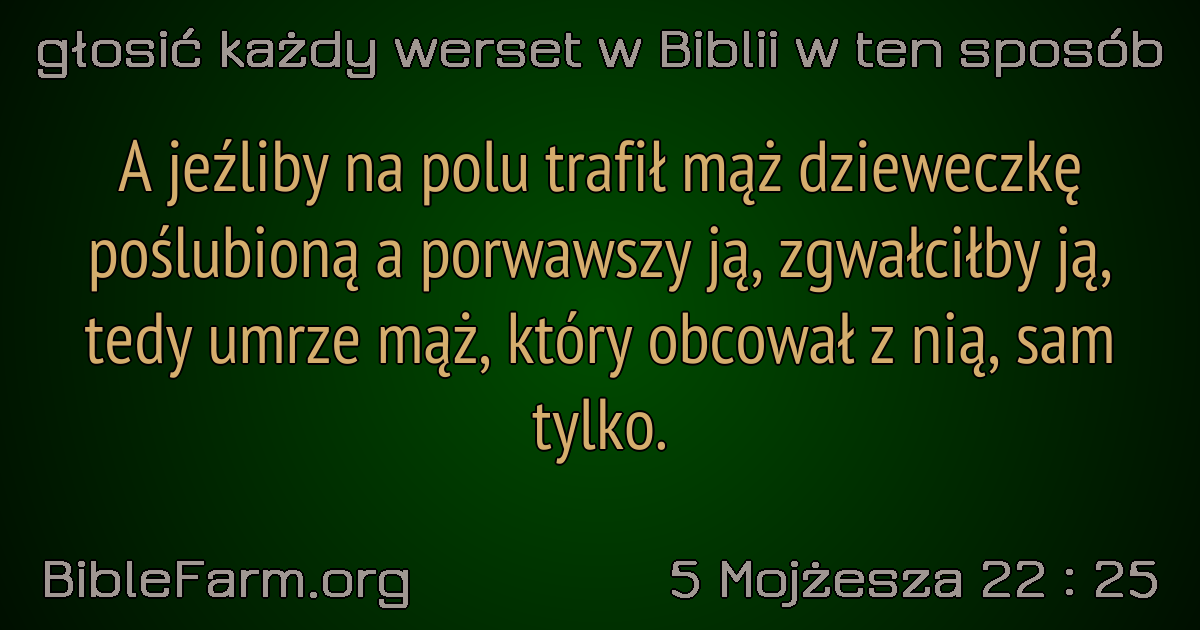 głosić każdy werset w Biblii w ten sposób
A jeźliby na polu trafił mąż dzieweczkę
poślubioną a porwawszy ją, zgwałciłby ją,
tedy umrze mąż, który obcował z nią, sam
tylko.
BibleFarm.org
5 Mojżesza 22 : 25